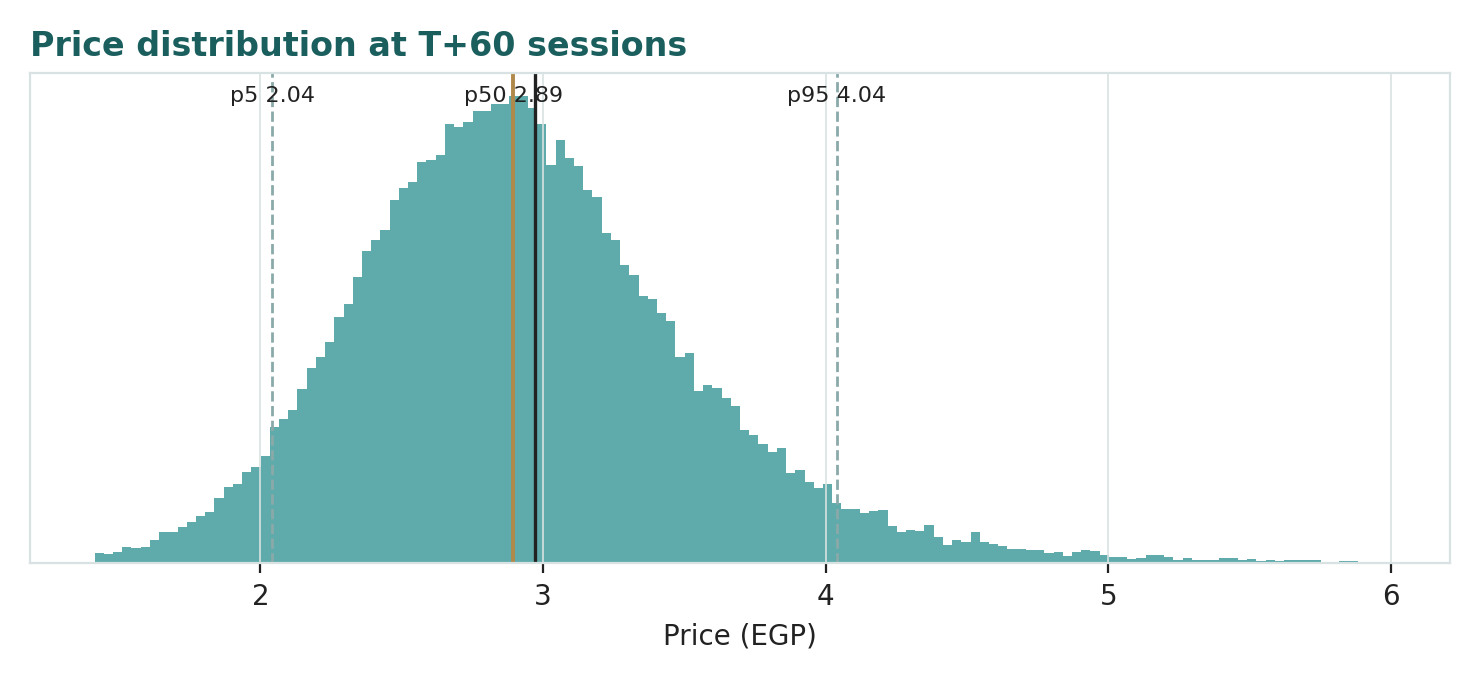 Price distribution at T+60 sessions
p5 2.04
p50 2.89
p95 4.04
2
3
4
5
6
Price (EGP)